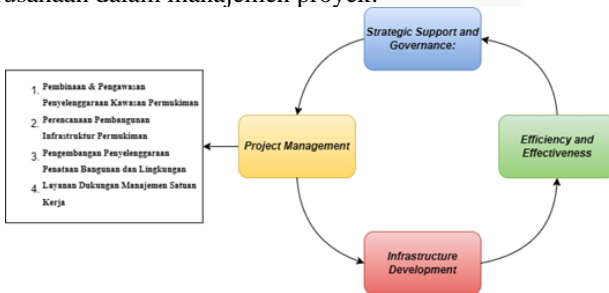 usahaan dalam manajemen proyek.
Strategic Support and
Governance:
1. Pembinaan & Pengawasan
Penyelenggaraan Kawasan Permukiman
2. Perencanaan Pembangunan
Infrastruktur Permukiman
3. Pengembangan Penyelenggaraan
Penataan Bangunan dan Lingkungan
4. Layanan Dukungan Manajemen Satuan
Kerja
Project Management
Efficiency and
Effectiveness
Infrastructure
Development